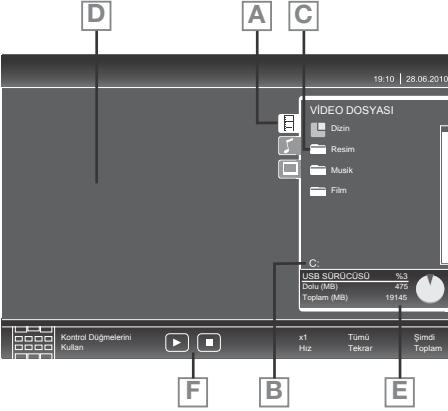 D A C
19:10 | 28.06.2010
VİDEO DOSYASI
Dizin
Resim
Musik
Film
C:
USB SÜRÜCÜSÜ %3
Dolu (MB) 475
Toplam (MB) 19145
Kontrol Düğmelerini
Kullan
x1 Tümü Şimdi
Hız Tekrar Toplam
F B E